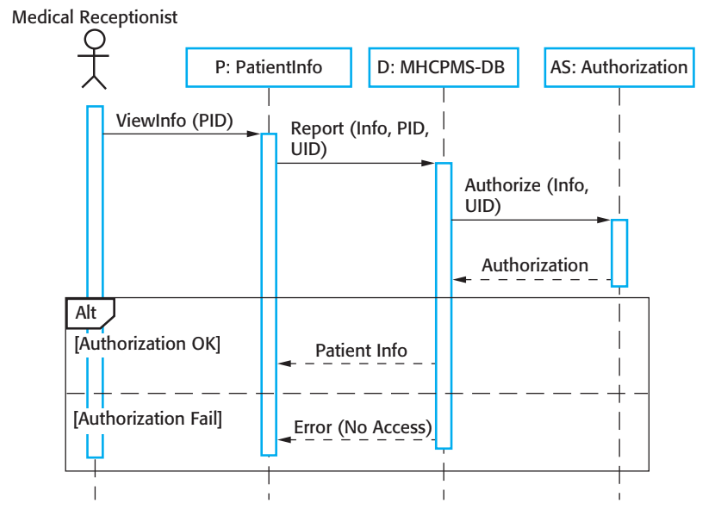 Medical Receptionist
P: PatientInfo
D: MHCPMS-DB
AS: Authorization
ViewInfo (PID)
Report (Info, PID,
UID)
Authorize (Info,
UID)
Authorization
Alt
[Authorization OK]
Patient Info
[Authorization Fail]
Error (No Access)